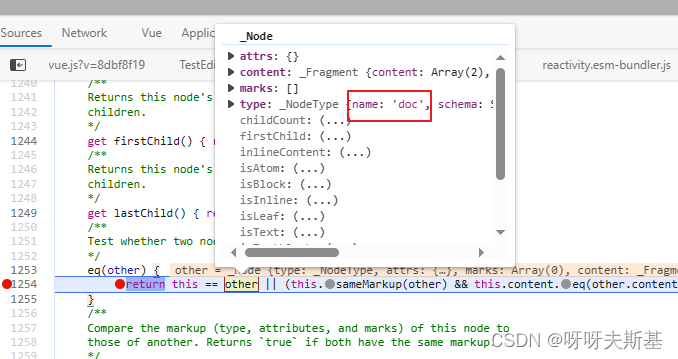 Sources Network Vue Applic
vue.js?v=8dbf8f19 TestEdi reactivity.esm-bundler.js
_Node
attrs: {}
content: _Fragment {content: Array(2),
marks: []
type: _NodeType {name: 'doc', schema: S
childCount: (...)
firstChild: (...)
inlineContent: (...)
isAtom: (...)
isBlock: (...)
isInline: (...)
isLeaf: (...)
isText: (...)
1240 /**
1241 Returns this node's
1242 children.
1243 */
1244 get firstChild() { r
1245 /**
1246 Returns this node's
1247 children.
1248 */
1249 get lastChild() { re
1250 /**
1251 Test whether two nod
1252 */
1253 eq(other) { other = _Node {type: _NodeType, attrs: {…}, marks: Array(0), content: _Fragme
1254 return this == other || (this.sameMarkup(other) && this.content.eq(other.content
1255 }
1256 /**
1257 Compare the markup (type, attributes, and marks) of this node to
1258 those of another. Returns `true` if both have the same markup.
1259 */
CSDN @呀呀夫斯基